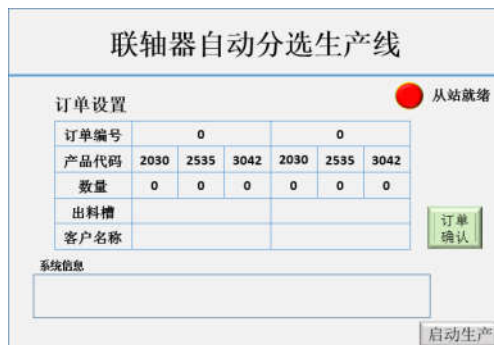 联轴器自动分选生产线
从站就绪
订单设置
订单编号 0 0
产品代码 2030 2535 3042 2030 2535 3042
数量 0 0 0 0 0 0
出料槽
客户名称
订单
确认
系统信息
启动生产